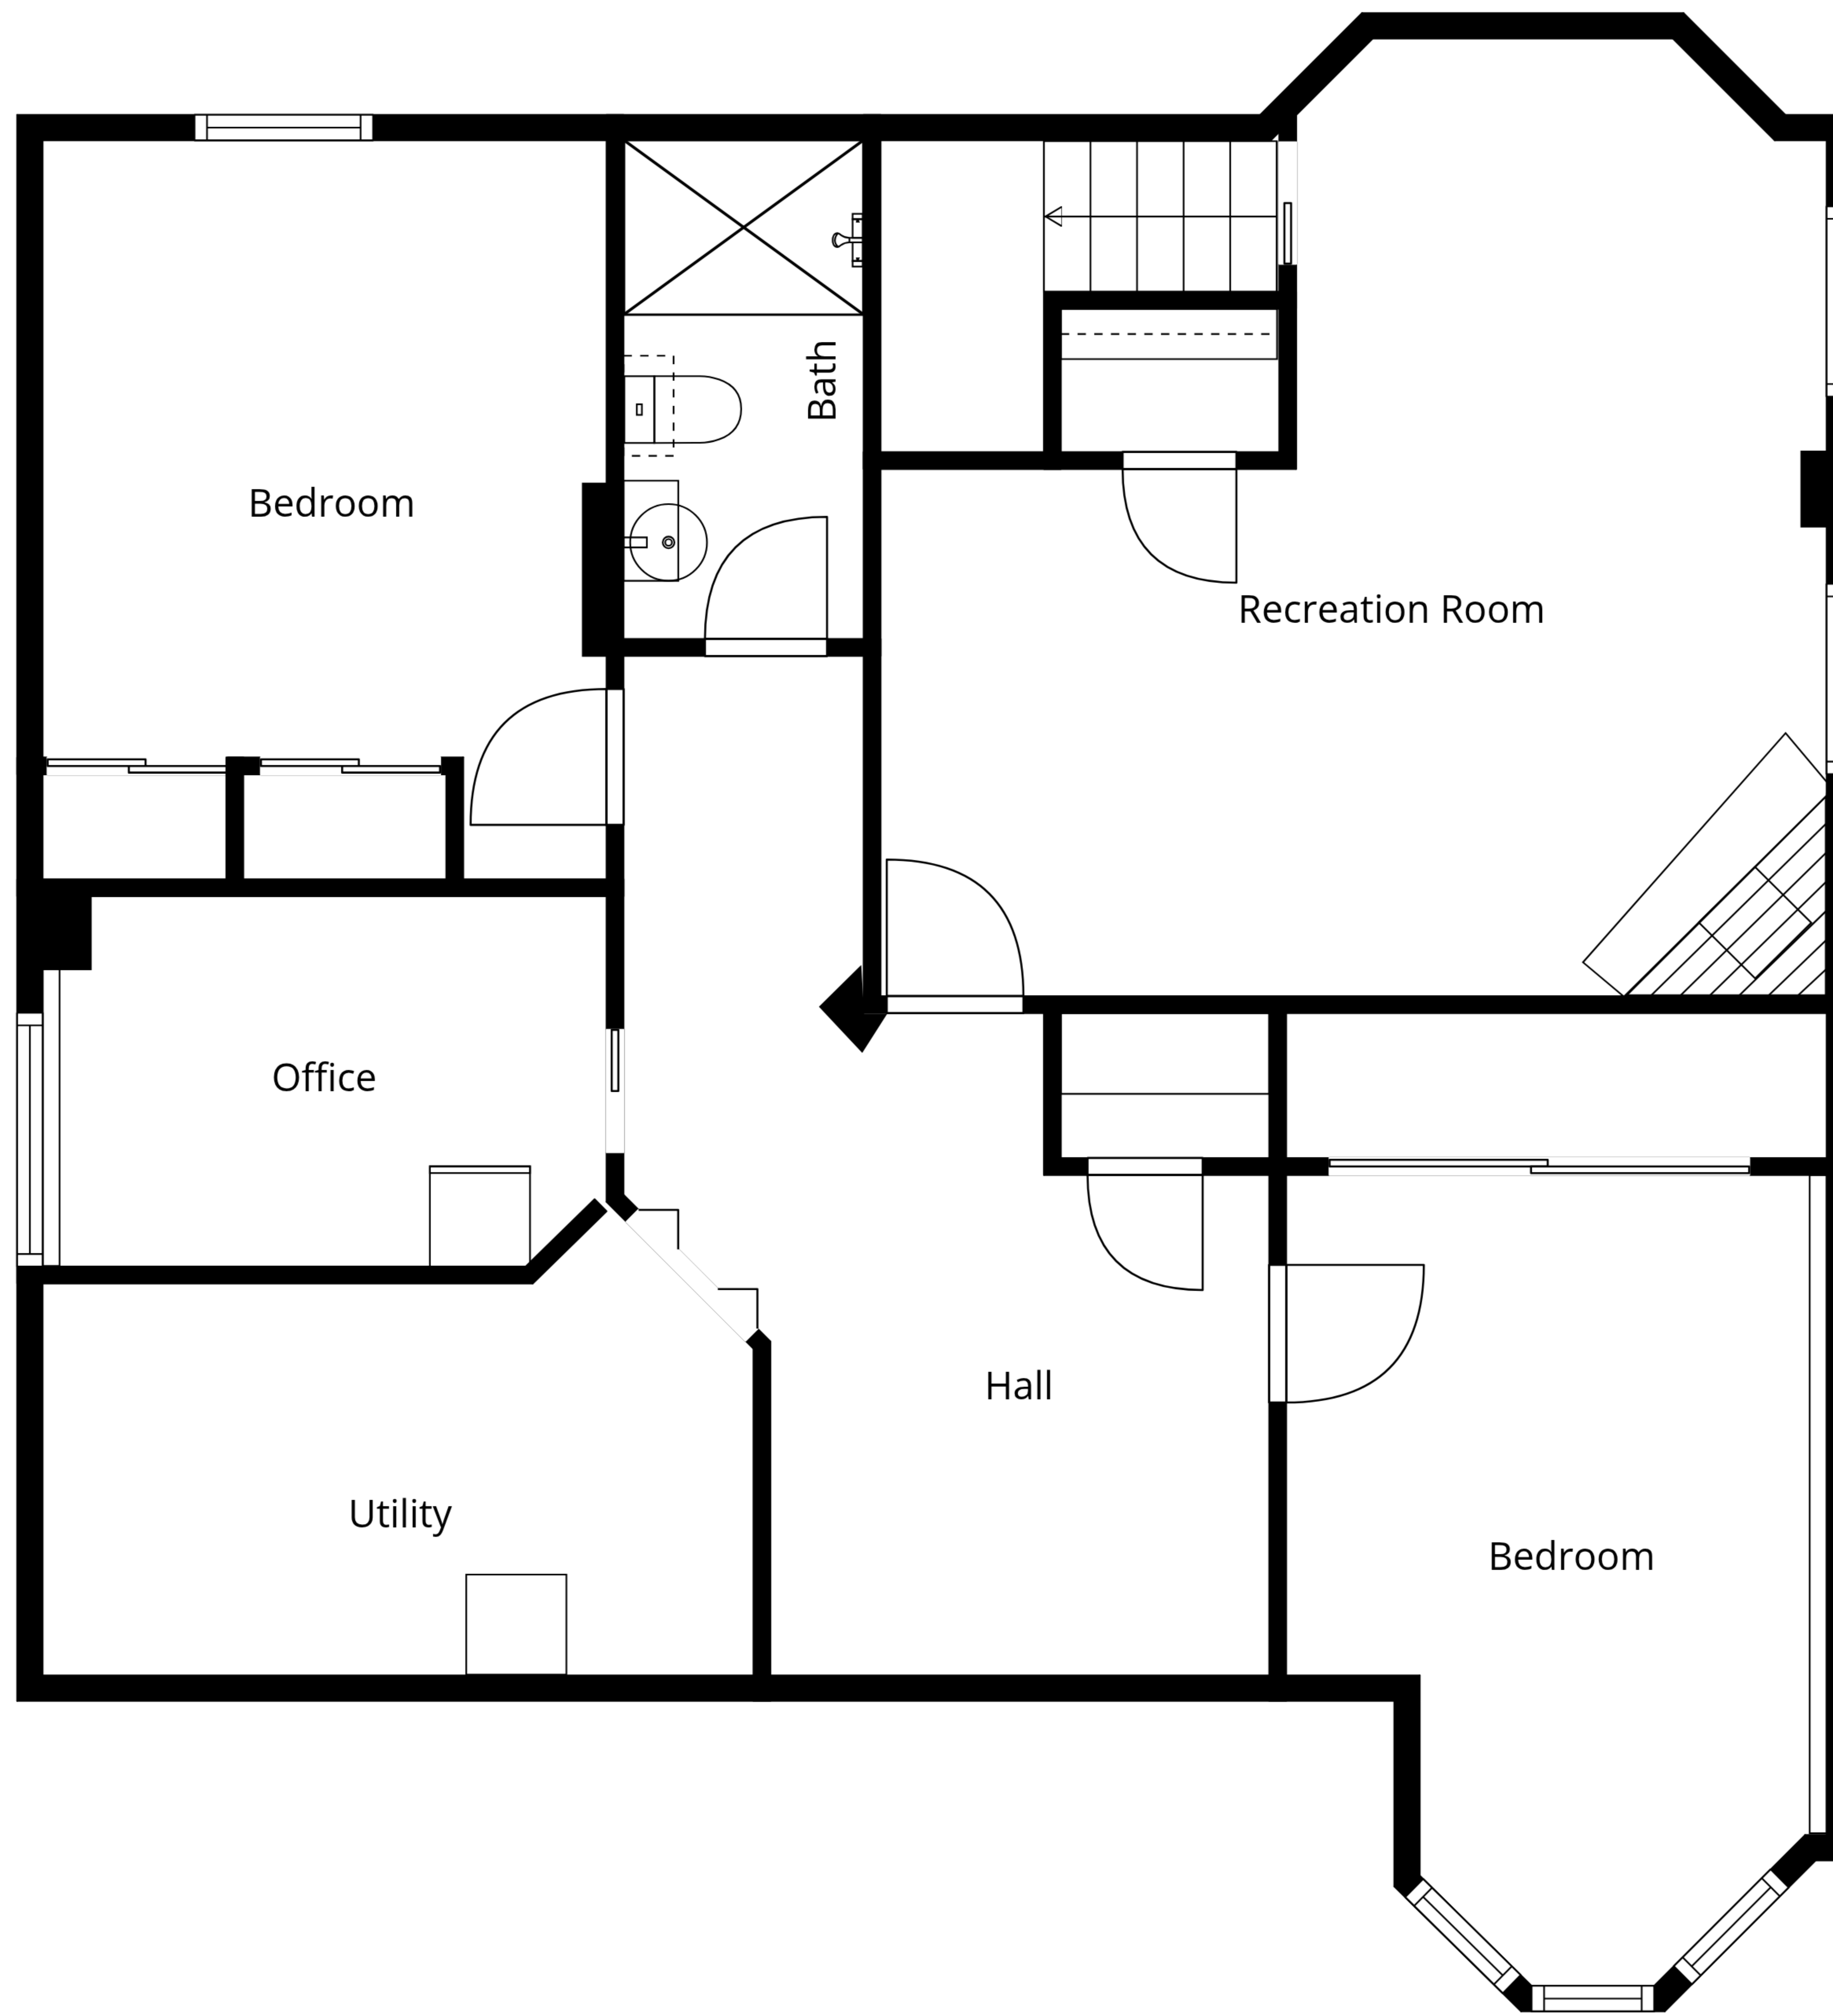 Bath
Bedroom
Recreation Room
Office
Hall
Utility
Bedroom